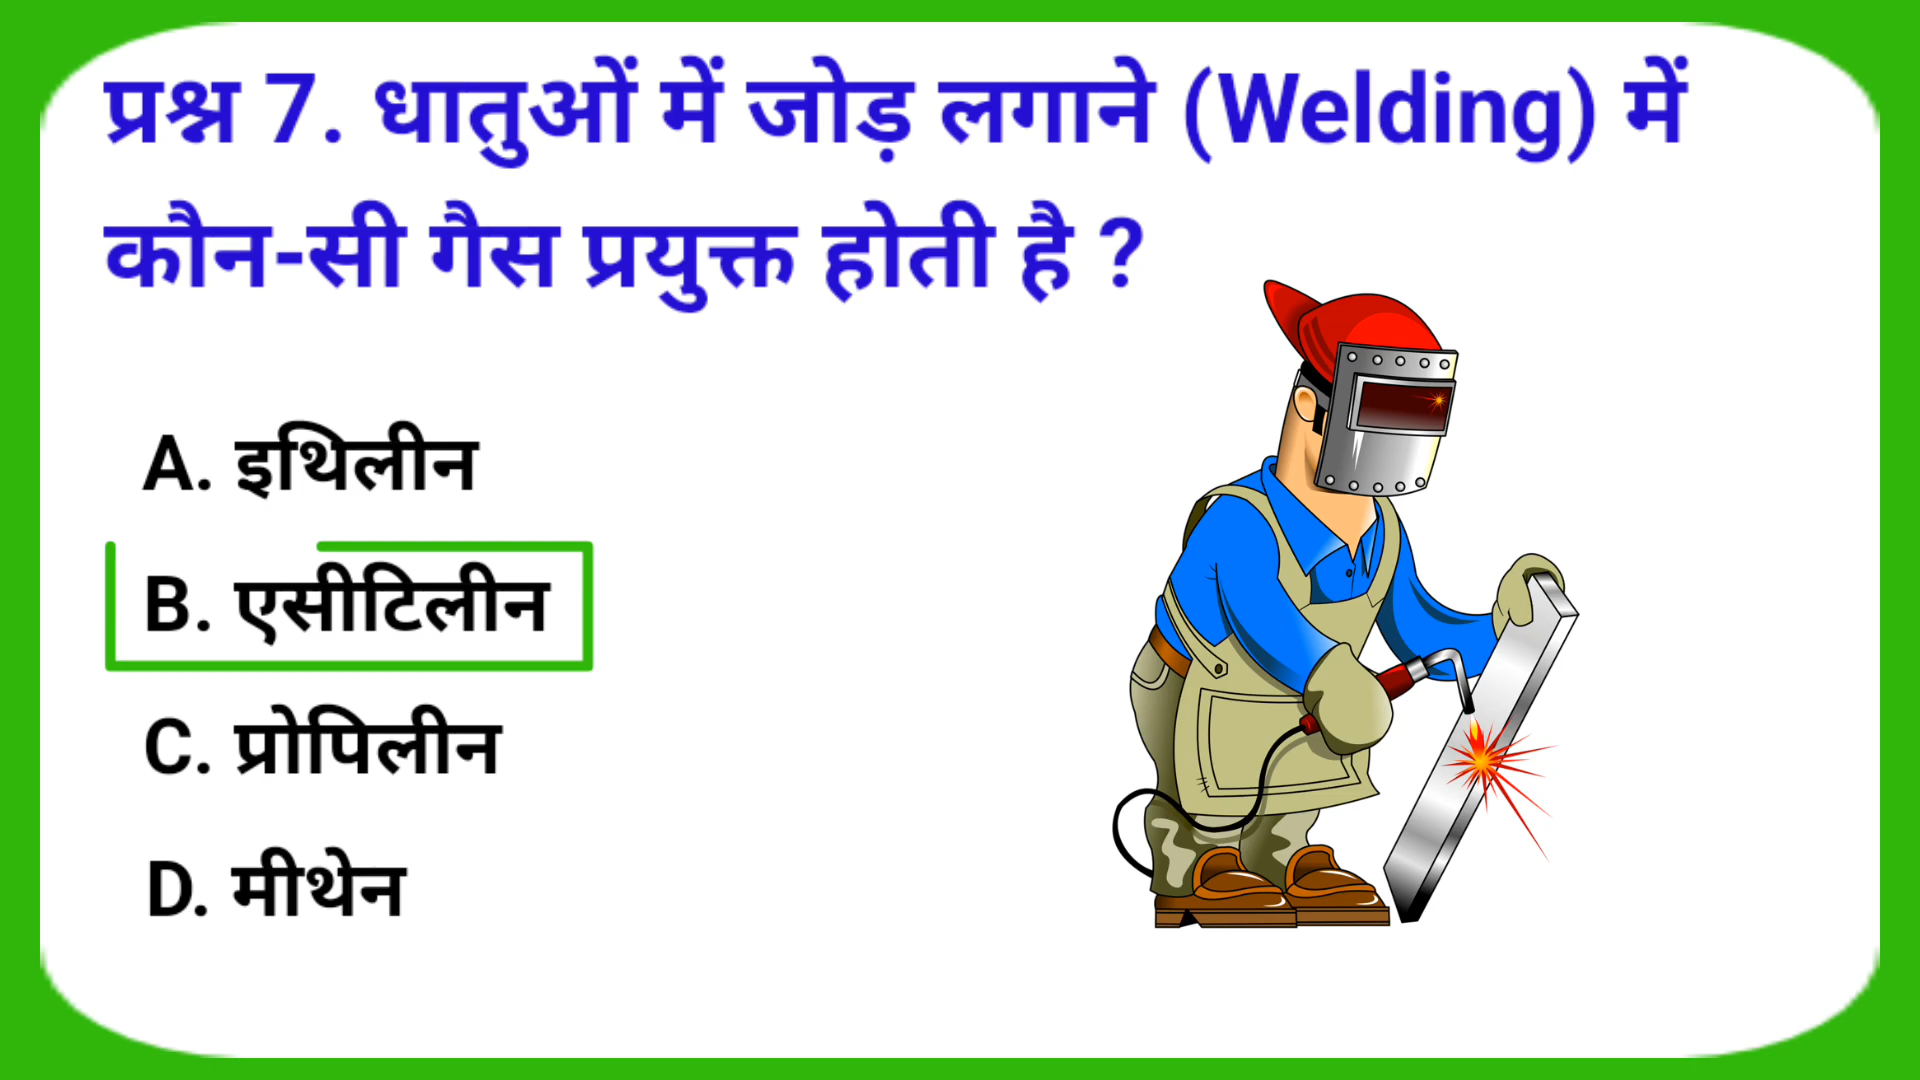 प्रश्न 7. धातुओं में जोड़ लगाने (Welding) में
कौन-सी गैस प्रयुक्त होती है ?
A. इथिलीन
B. एसीटिलीन
C. प्रोपिलीन
D. मीथेन